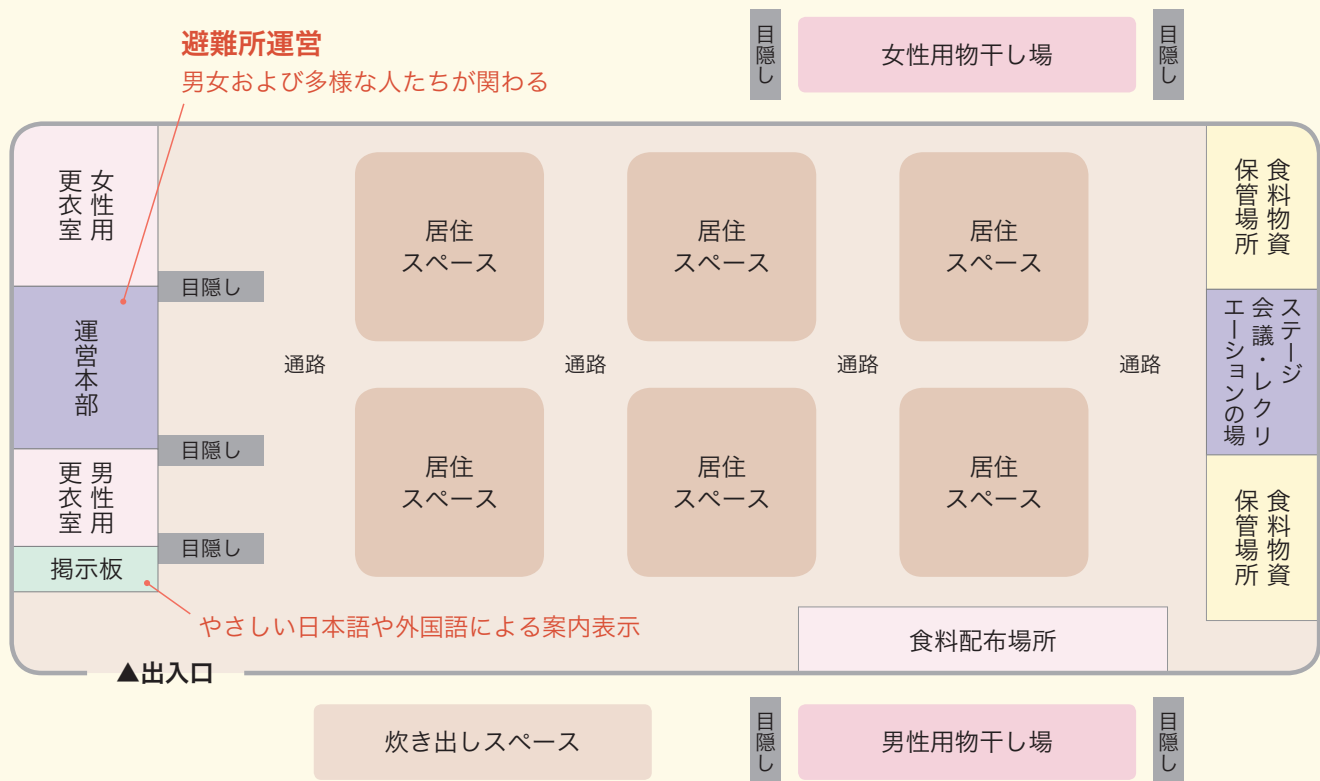 避難所運営
男女および多様な人たちが関わる
目隠し
女性用物干し場
目隠し
女性用
更衣室
目隠し
運営本部
目隠し
男性用
更衣室
目隠し
掲示板
やさしい日本語や外国語による案内表示
▲出入口
居住
スペース
居住
スペース
居住
スペース
通路
通路
通路
通路
居住
スペース
居住
スペース
居住
スペース
食料物資
保管場所
ステージ
会議・レクリ
エーションの場
食料物資
保管場所
食料配布場所
炊き出しスペース
目隠し
男性用物干し場
目隠し